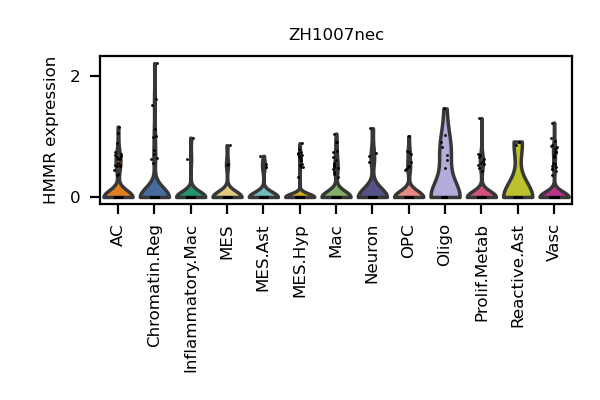 ZH1007nec
HMMR expression
2
0
AC
Chromatin.Reg
Inflammatory.Mac
MES
MES.Ast
MES.Hyp
Mac
Neuron
OPC
Oligo
Prolif.Metab
Reactive.Ast
Vasc